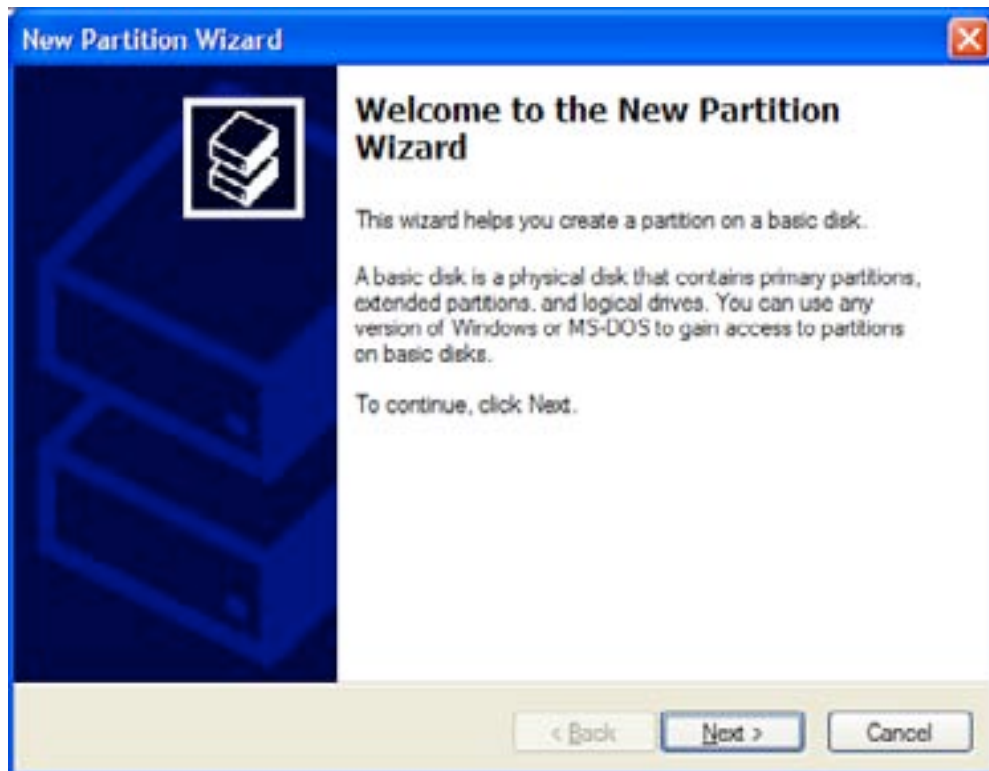 New Partition Wizard
Welcome to the New Partition
Wizard
This wizard helps you create a partition on a basic disk.
A basic disk is a physical disk that contains primary partitions,
extended partitions, and logical drives. You can use any
version of Windows or MS-DOS to gain access to partitions
on basic disks.
To continue, click Next.
< Back Next > Cancel